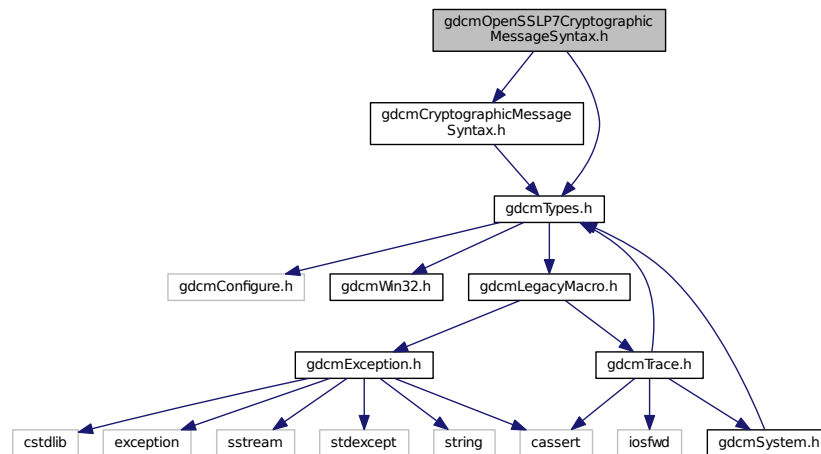 gdcmOpenSSLP7Cryptographic
MessageSyntax.h
gdcmCryptographicMessage
Syntax.h
gdcmTypes.h
gdcmConfigure.h
gdcmWin32.h
gdcmLegacyMacro.h
gdcmException.h
gdcmTrace.h
cstdlib
exception
sstream
stdexcept
string
cassert
iosfwd
gdcmSystem.h